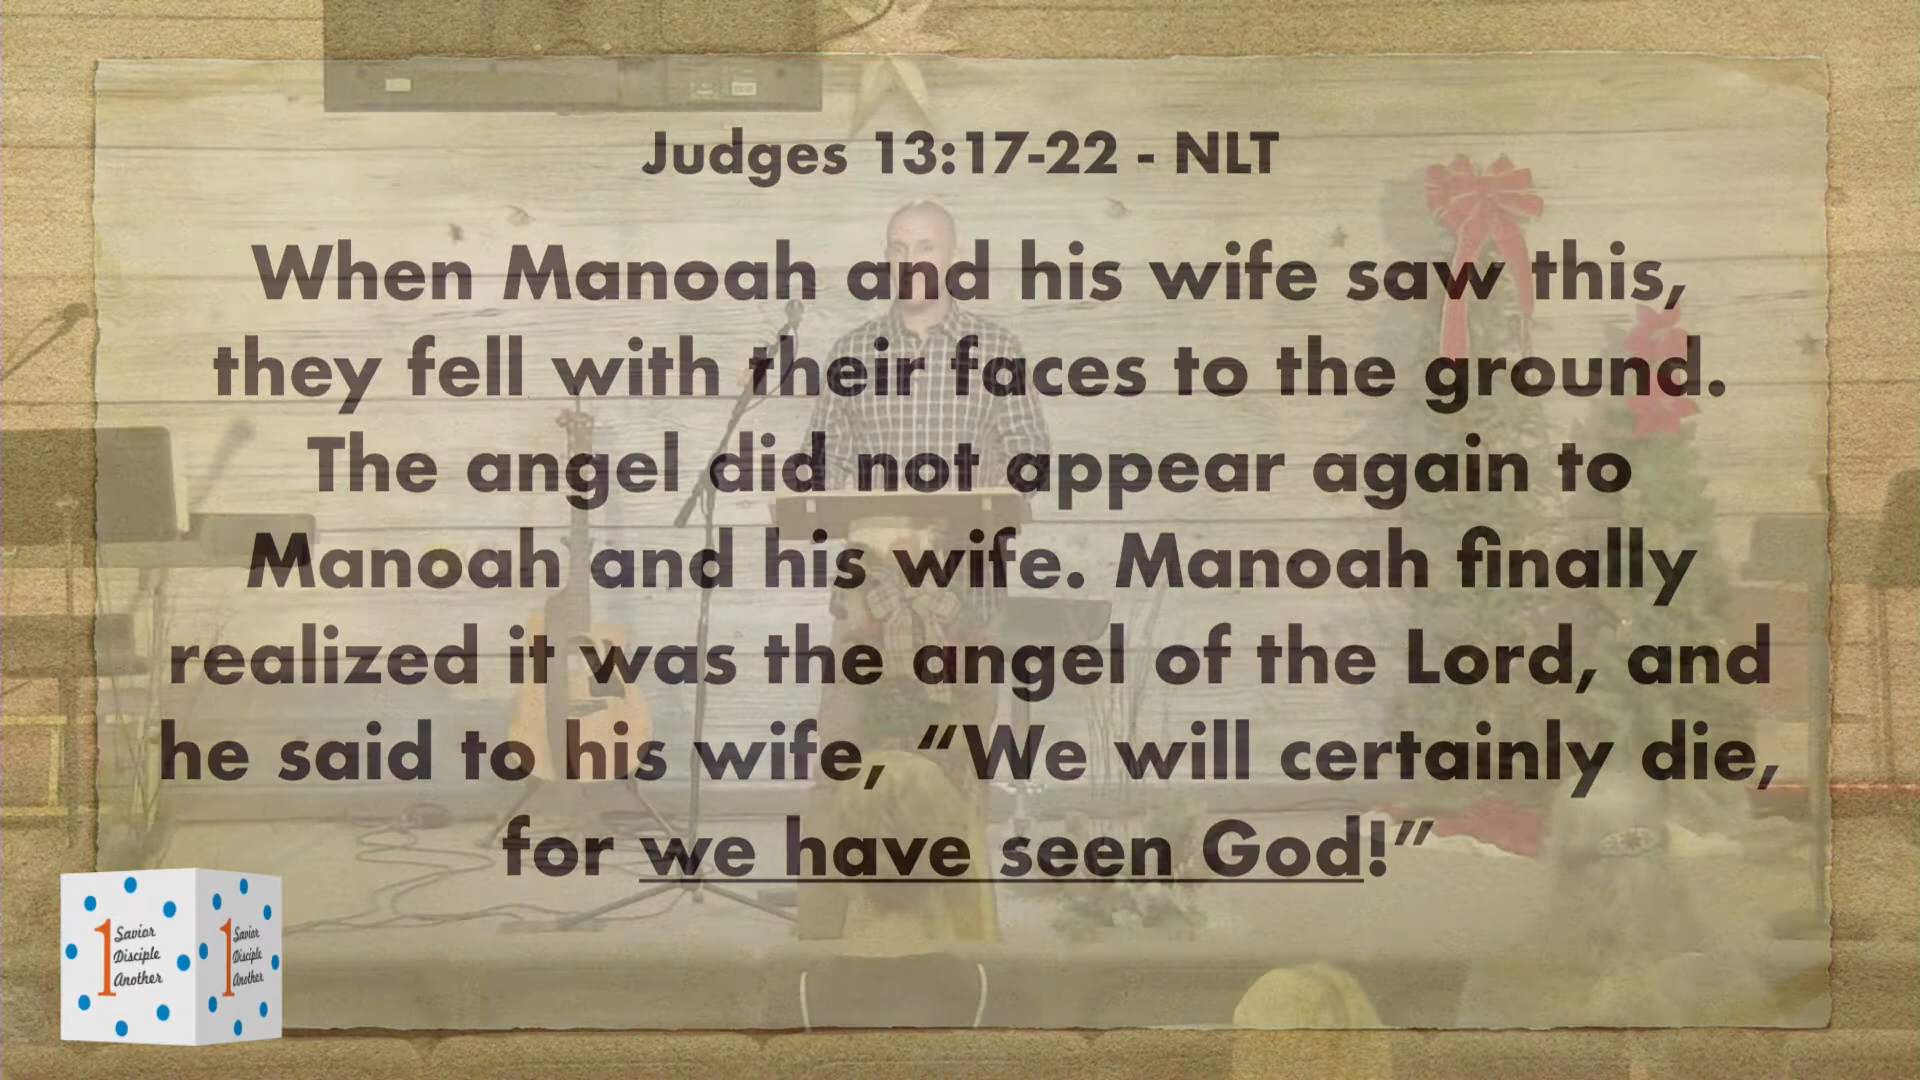 Judges 13:17-22 - NLT
When Manoah and his wife saw this,
they fell with their faces to the ground.
The angel did not appear again to
Manoah and his wife. Manoah finally
realized it was the angel of the Lord, and
he said to his wife, “We will certainly die,
for we have seen God!”
1 Savior
Disciple
Another
1 Savior
Disciple
Another